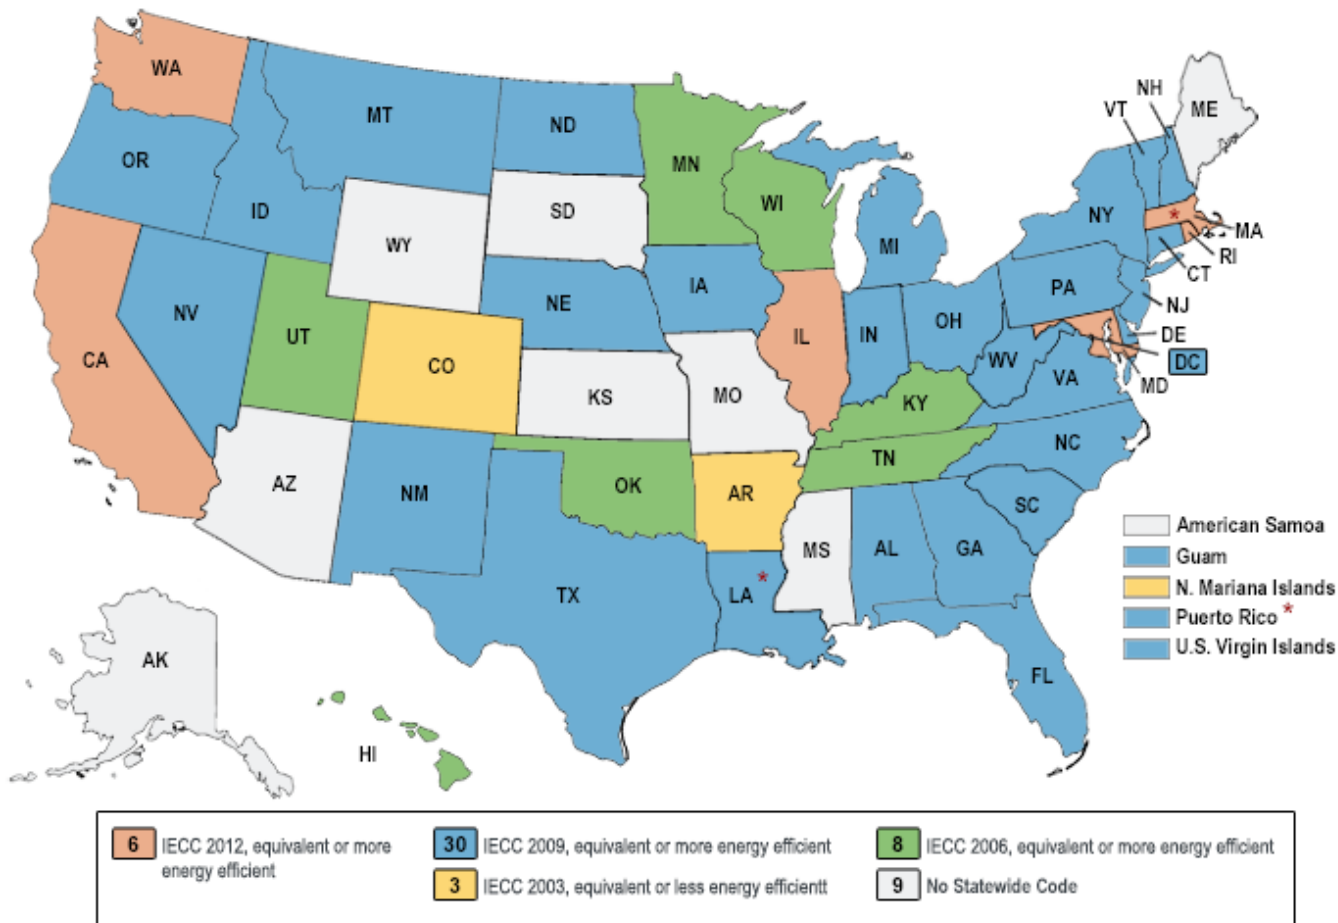 WA
MT
ND
OR
ID
WY
SD
MN
WI
MI
NY
VT
NH
ME
MA
*
RI
CT
NJ
PA
DE
DC
MD
CA
NV
UT
CO
NE
IA
IL
IN
OH
WV
VA
KS
MO
KY
NC
TN
AZ
NM
OK
AR
SC
MS
AL
GA
TX
LA *
FL
AK
HI
American Samoa
Guam
N. Mariana Islands
Puerto Rico *
U.S. Virgin Islands
6 IECC 2012, equivalent or more
energy efficient
30 IECC 2009, equivalent or more energy efficient
3 IECC 2003, equivalent or less energy efficientt
8 IECC 2006, equivalent or more energy efficient
9 No Statewide Code